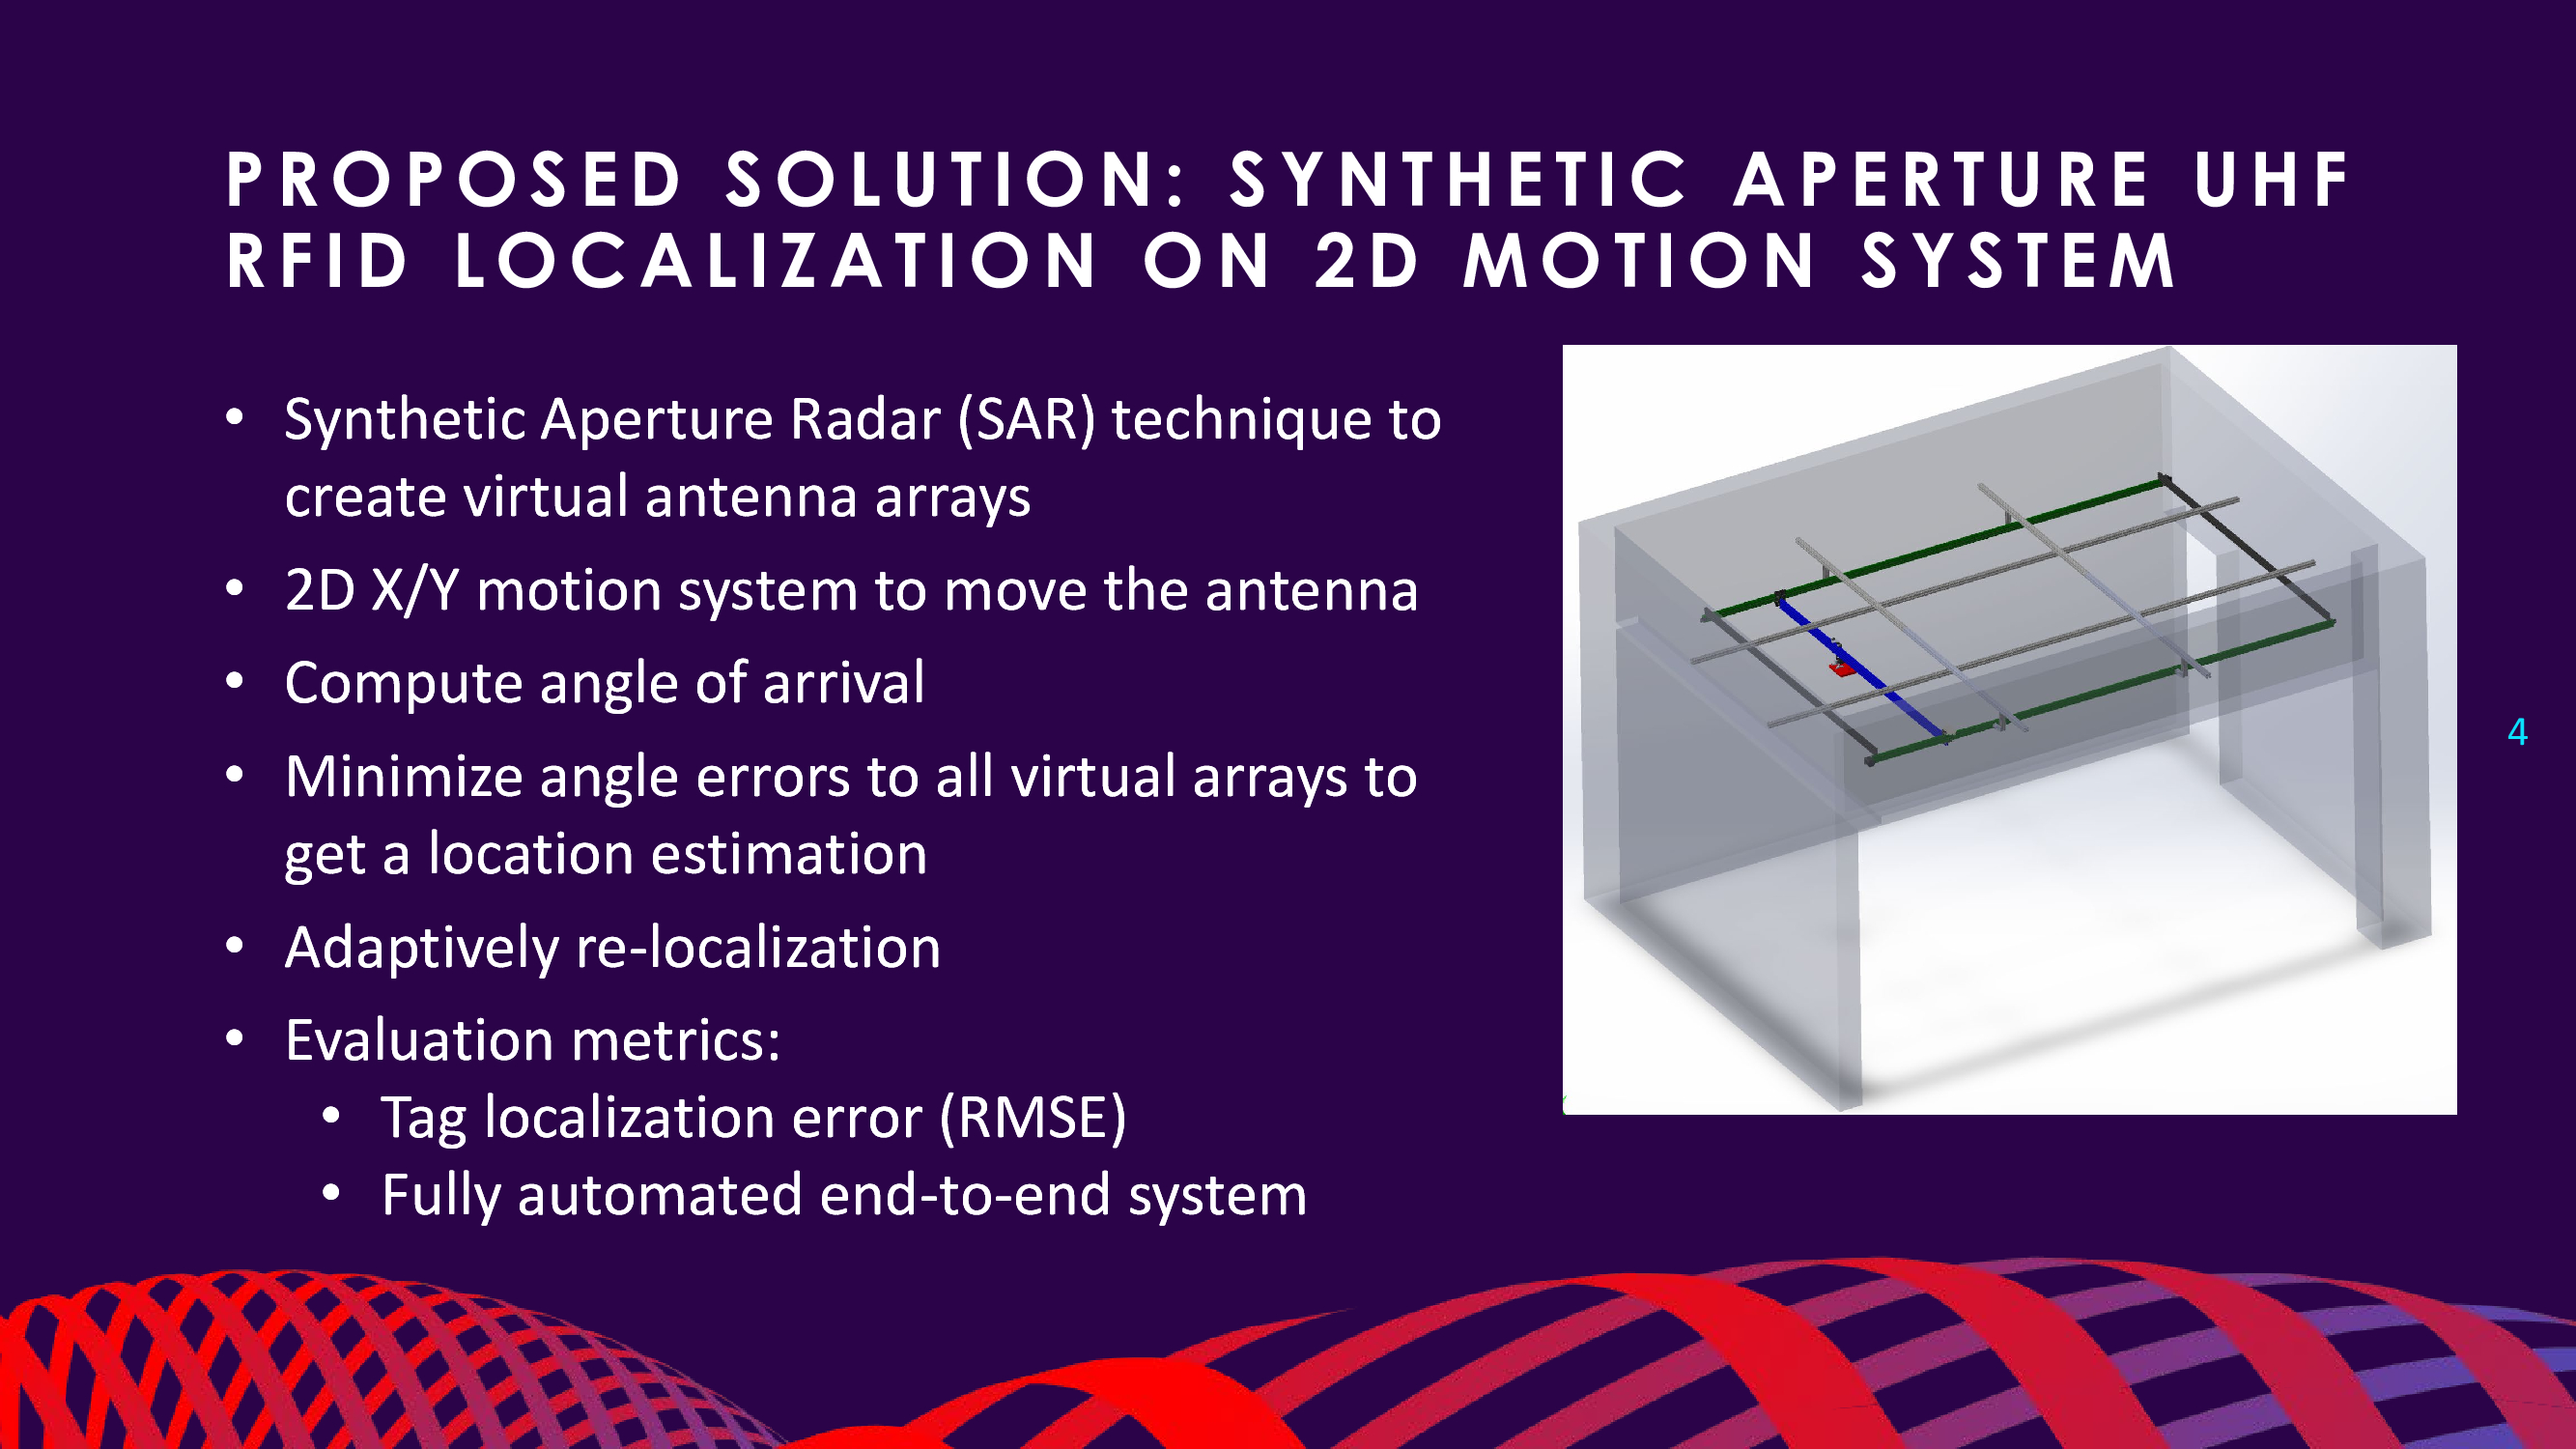 PROPOSED SOLUTION: SYNTHETIC APERTURE UHF
RFID LOCALIZATION ON 2D MOTION SYSTEM
• Synthetic Aperture Radar (SAR) technique to
create virtual antenna arrays
• 2D X/Y motion system to move the antenna
• Compute angle of arrival
• Minimize angle errors to all virtual arrays to
get a location estimation
• Adaptively re-localization
• Evaluation metrics:
• Tag localization error (RMSE)
• Fully automated end-to-end system
4